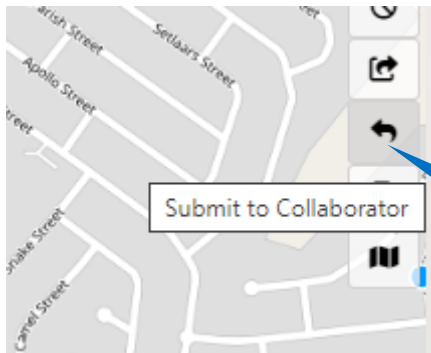 arish Street
Setlaars Street
Apollo Street
treet
Submit to Collaborator
Snake Street
Camel Street